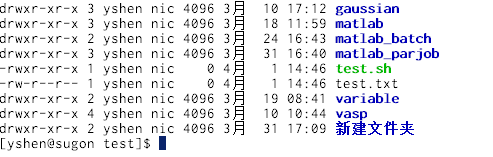 drwxr-xr-x 3 yshen nic 4096 3月 10 17:12 gaussian
drwxr-xr-x 3 yshen nic 4096 3月 18 11:59 matlab
drwxr-xr-x 2 yshen nic 4096 3月 24 16:43 matlab_batch
drwxr-xr-x 3 yshen nic 4096 3月 31 16:40 matlab_parjob
-rwxr-xr-x 1 yshen nic 0 4月 1 14:46 test.sh
-rw-r--r-- 1 yshen nic 0 4月 1 14:46 test.txt
drwxr-xr-x 2 yshen nic 4096 3月 19 08:41 variable
drwxr-xr-x 4 yshen nic 4096 3月 10 10:44 vasp
drwxr-xr-x 2 yshen nic 4096 3月 31 17:09 新建文件夹
[yshen@sugon test]$